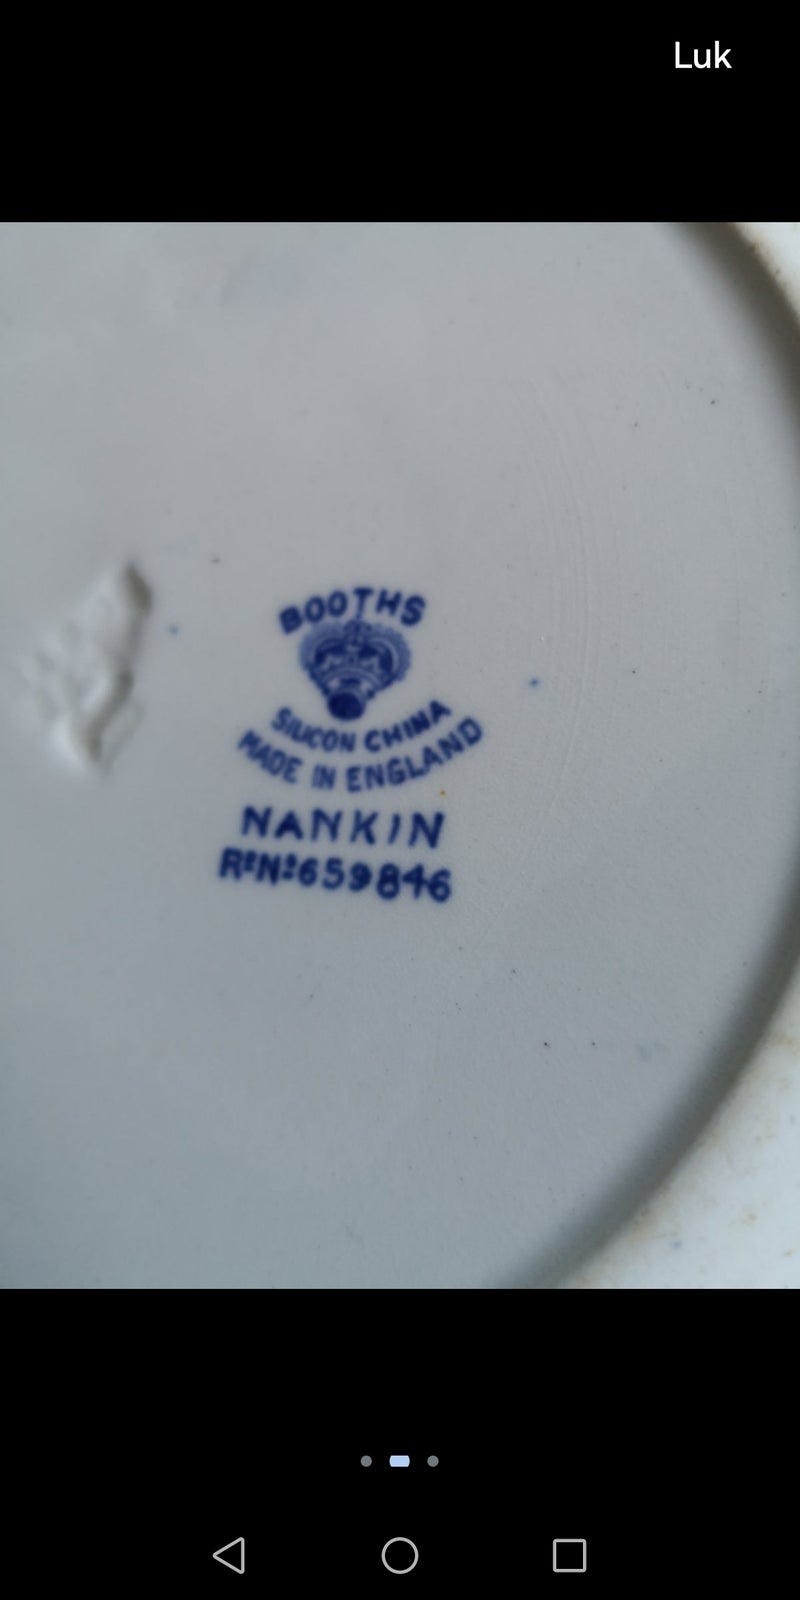 Luk
BOOTHS
SILICON CHINA
MADE IN ENGLAND
NANKIN
RᴰNº659846